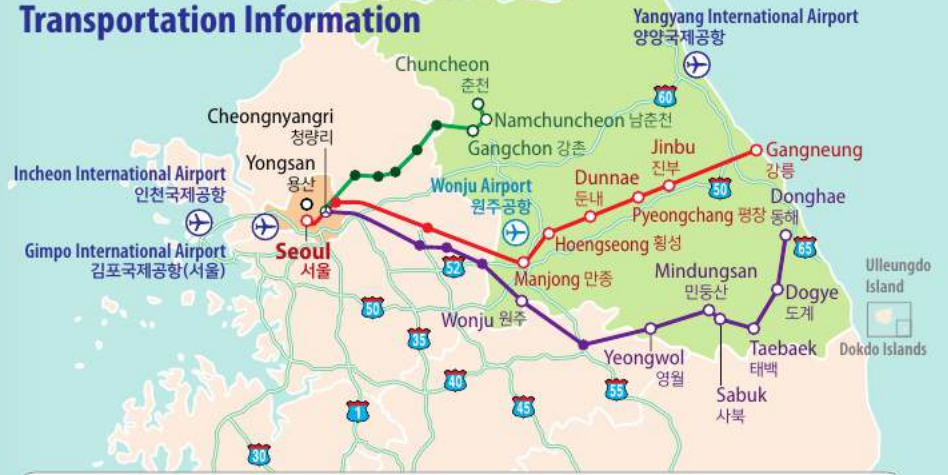 Transportation Information
Yangyang International Airport
양양국제공항
Chuncheon
춘천
60
Cheongnyangri
청량리
Namchuncheon 남춘천
Gangchon 강촌
Jinbu
진부
Gangneung
강릉
Yongsan
용산
Incheon International Airport
인천국제공항
Wonju Airport
원주공항
Dunnae
둔내
50
Donghae
동해
Pyeongchang 평창
Gimpo International Airport
김포국제공항(서울)
Seoul
서울
Hoengseong 횡성
65
52
Manjong 만종
Mindungsan
민둥산
Ulleungdo
Island
50
Wonju 원주
Dogye
도계
35
Yeongwol
영월
Taebaek
태백
Dokdo Islands
40
55
Sabuk
사북
1
45
30